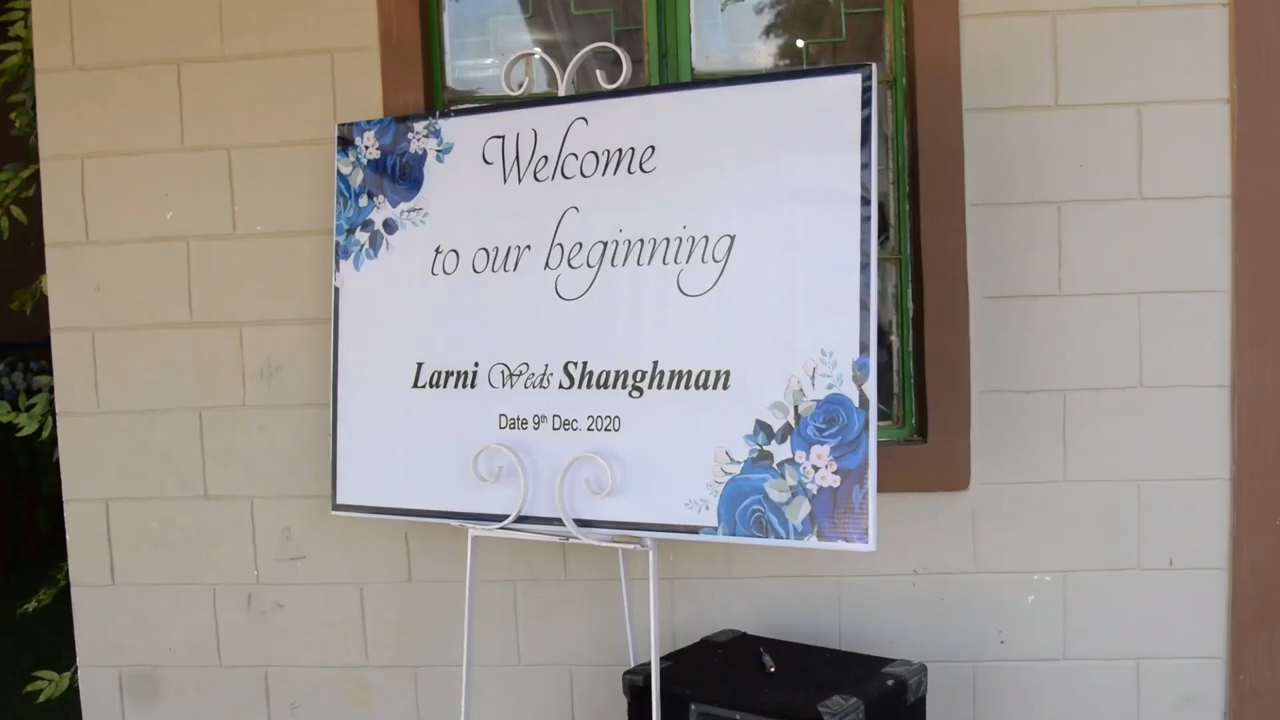 Welcome
to our beginning
Larni Weds Shanghman
Date 9th Dec. 2020